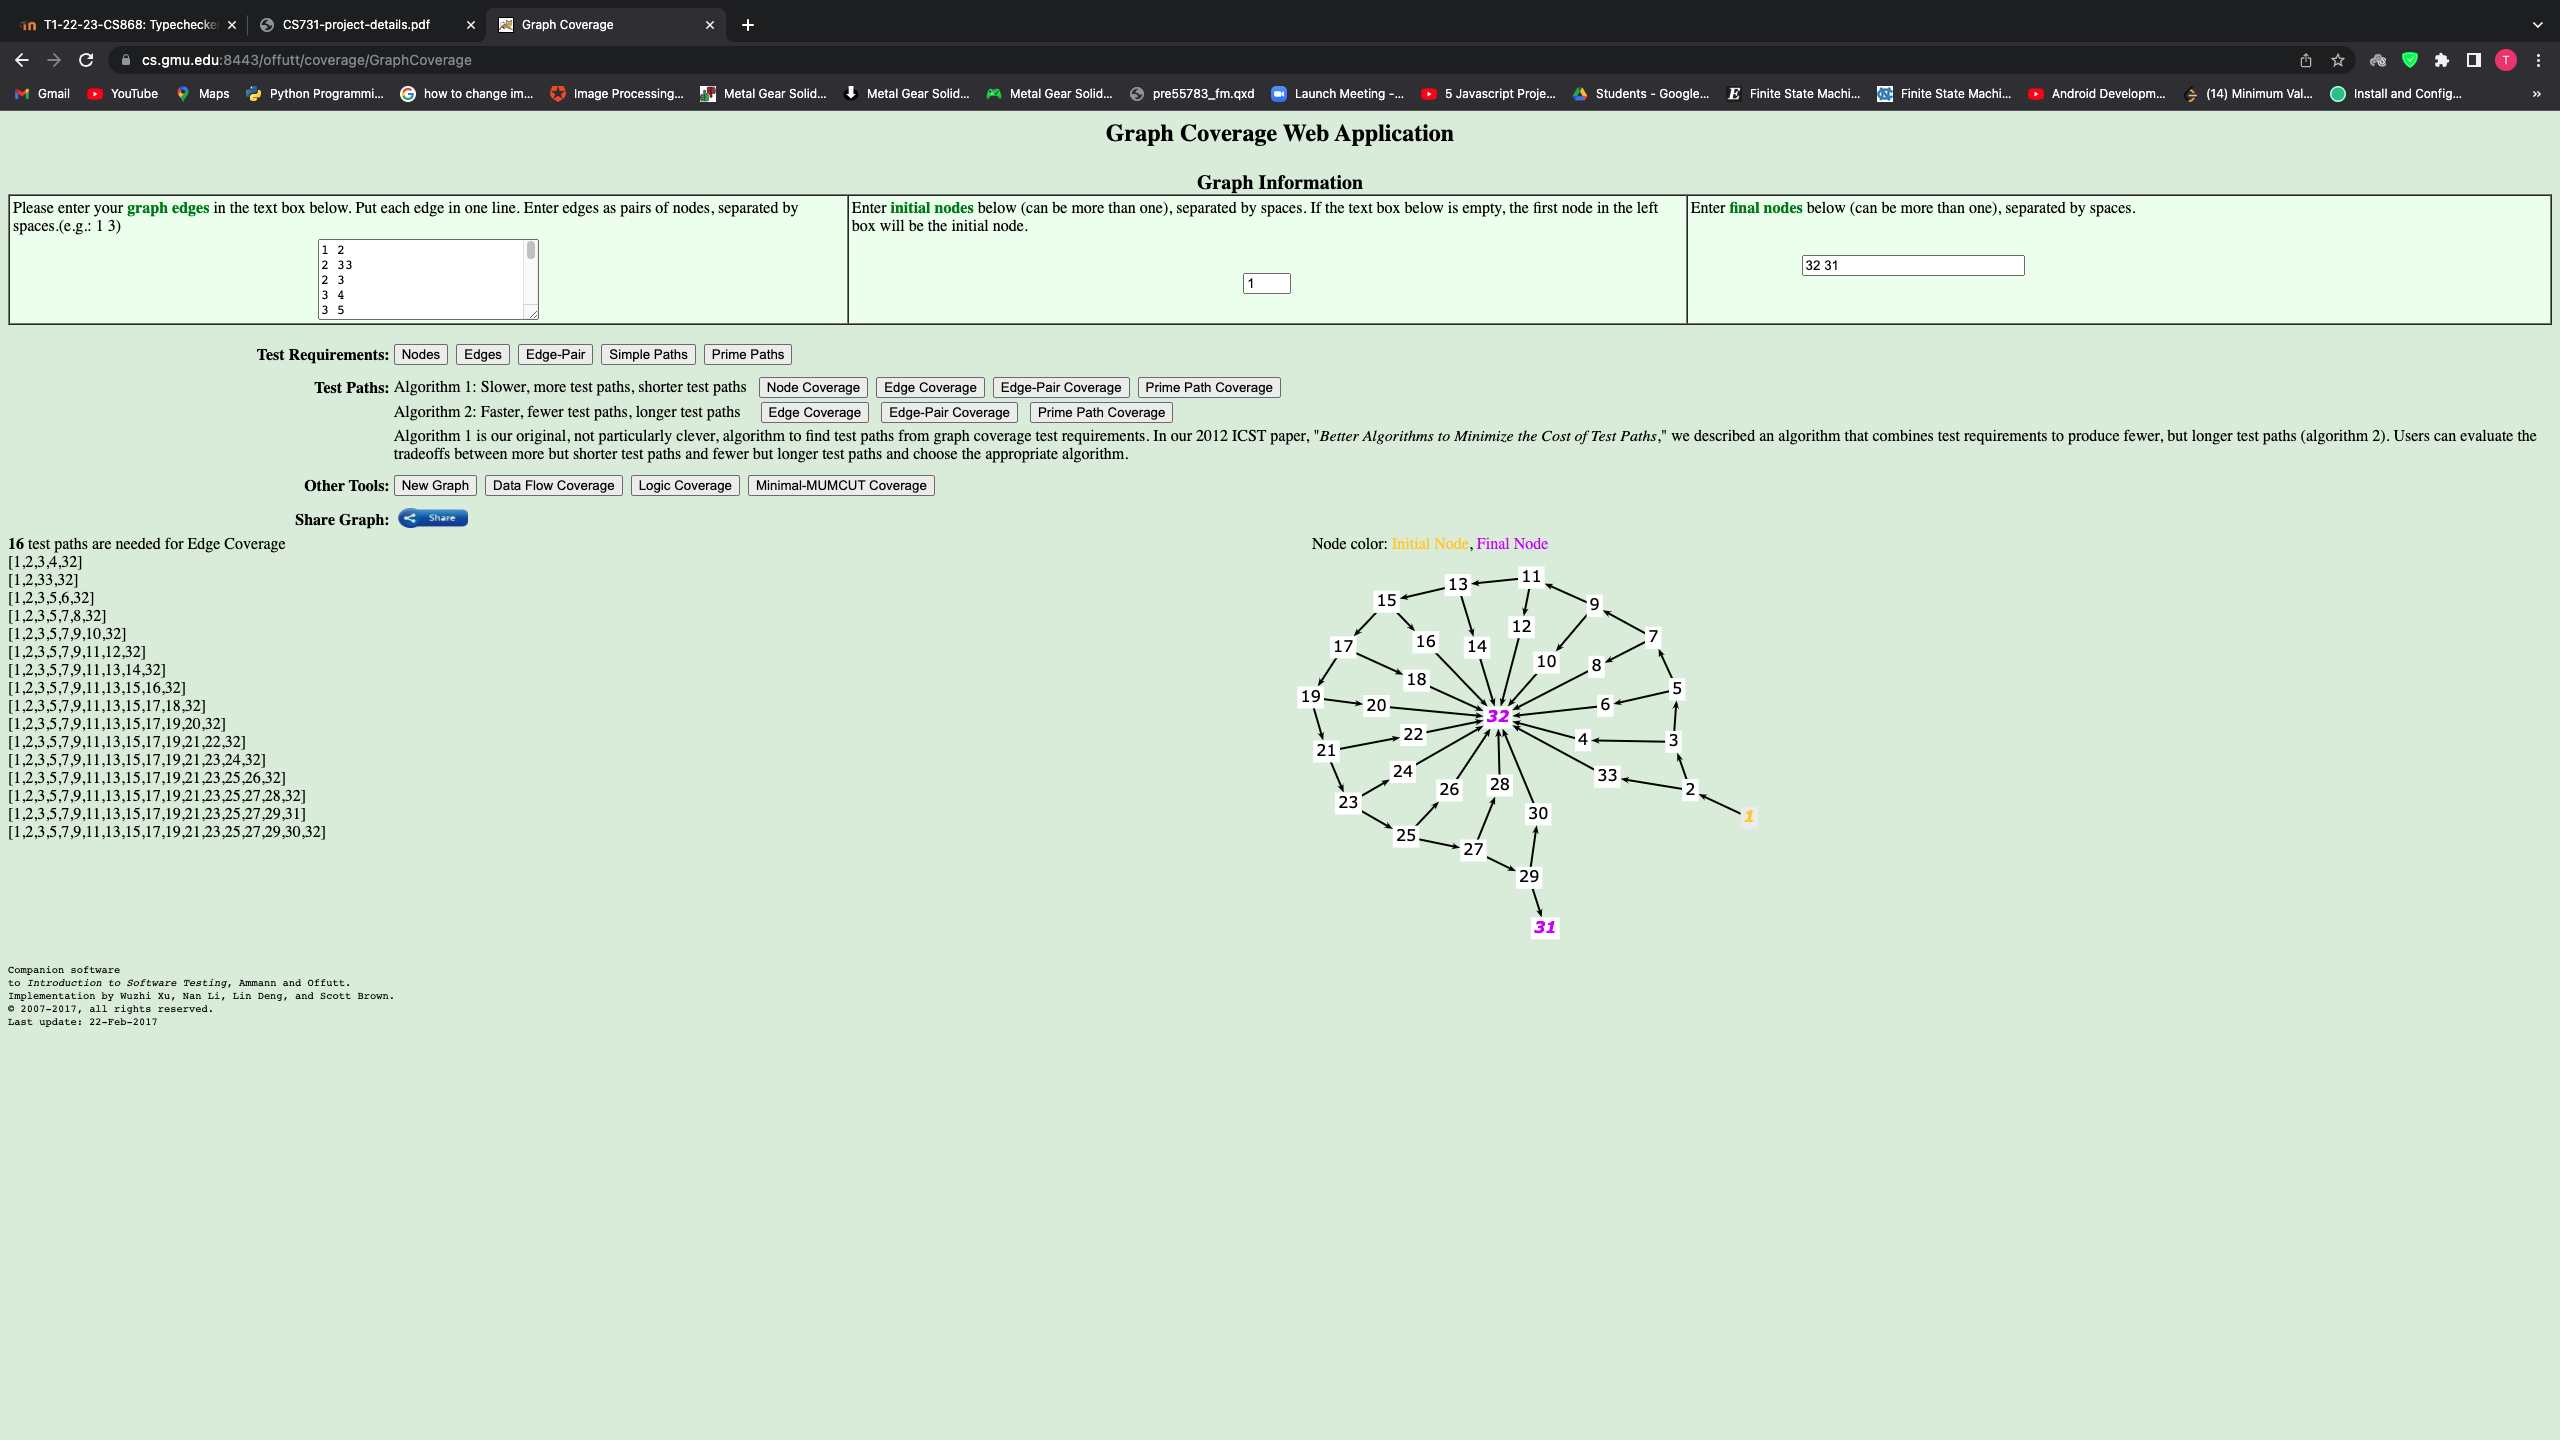 T1-22-23-CS868: Typechecke
CS731-project-details.pdf
Graph Coverage
cs.gmu.edu:8443/offutt/coverage/GraphCoverage
T
Gmail
YouTube
Maps
Python Programmi...
how to change im...
Image Processing...
Metal Gear Solid...
Metal Gear Solid...
Metal Gear Solid...
pre55783_fm.qxd
Launch Meeting -...
5 Javascript Proje...
Students - Google...
Finite State Machi...
Finite State Machi...
Android Developm...
(14) Minimum Val...
Install and Config...
»
Graph Coverage Web Application
Graph Information
Please enter your graph edges in the text box below. Put each edge in one line. Enter edges as pairs of nodes, separated by
spaces.(e.g.: 1 3)
1 2
2 33
2 3
3 4
3 5
Enter initial nodes below (can be more than one), separated by spaces. If the text box below is empty, the first node in the left
box will be the initial node.
1
Enter final nodes below (can be more than one), separated by spaces.
32 31
Test Requirements: Nodes Edges Edge-Pair Simple Paths Prime Paths
Test Paths: Algorithm 1: Slower, more test paths, shorter test paths Node Coverage Edge Coverage Edge-Pair Coverage Prime Path Coverage
Algorithm 2: Faster, fewer test paths, longer test paths Edge Coverage Edge-Pair Coverage Prime Path Coverage
Algorithm 1 is our original, not particularly clever, algorithm to find test paths from graph coverage test requirements. In our 2012 ICST paper, "Better Algorithms to Minimize the Cost of Test Paths," we described an algorithm that combines test requirements to produce fewer, but longer test paths (algorithm 2). Users can evaluate the
tradeoffs between more but shorter test paths and fewer but longer test paths and choose the appropriate algorithm.
Other Tools: New Graph Data Flow Coverage Logic Coverage Minimal-MUMCUT Coverage
Share Graph: Share
16 test paths are needed for Edge Coverage
[1,2,3,4,32]
[1,2,33,32]
[1,2,3,5,6,32]
[1,2,3,5,7,8,32]
[1,2,3,5,7,9,10,32]
[1,2,3,5,7,9,11,12,32]
[1,2,3,5,7,9,11,13,14,32]
[1,2,3,5,7,9,11,13,15,16,32]
[1,2,3,5,7,9,11,13,15,17,18,32]
[1,2,3,5,7,9,11,13,15,17,19,20,32]
[1,2,3,5,7,9,11,13,15,17,19,21,22,32]
[1,2,3,5,7,9,11,13,15,17,19,21,23,24,32]
[1,2,3,5,7,9,11,13,15,17,19,21,23,25,26,32]
[1,2,3,5,7,9,11,13,15,17,19,21,23,25,27,28,32]
[1,2,3,5,7,9,11,13,15,17,19,21,23,25,27,29,31]
[1,2,3,5,7,9,11,13,15,17,19,21,23,25,27,29,30,32]
Node color: Initial Node, Final Node
13 11
15 9
12
17 16 14 7
10 8
18
19 20 6 5
32
21 22 4 3
24 33
23 26 28 2
30 1
25 27
29
31
Companion software
to Introduction to Software Testing, Ammann and Offutt.
Implementation by Wuzhi Xu, Nan Li, Lin Deng, and Scott Brown.
© 2007-2017, all rights reserved.
Last update: 22-Feb-2017